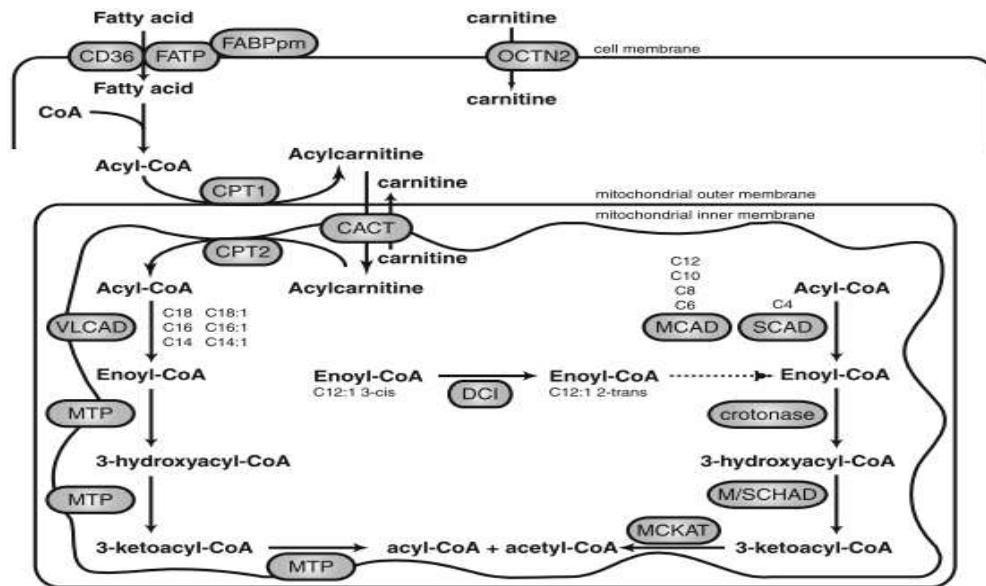 Fatty acid
carnitine
CD36
FATP
FABPpm
OCTN2
cell membrane
Fatty acid
carnitine
CoA
Acyl-CoA
Acylcarnitine
CPT1
carnitine
mitochondrial outer membrane
mitochondrial inner membrane
CACT
CPT2
carnitine
Acyl-CoA
Acylcarnitine
C12
C10
C8
C6
C4
Acyl-CoA
VLCAD
C18 C18:1
C16 C16:1
C14 C14:1
MCAD
SCAD
Enoyl-CoA
Enoyl-CoA
C12:1 3-cis
DCI
Enoyl-CoA
C12:1 2-trans
Enoyl-CoA
MTP
crotonase
3-hydroxyacyl-CoA
3-hydroxyacyl-CoA
MTP
M/SCHAD
3-ketoacyl-CoA
MTP
acyl-CoA + acetyl-CoA
MCKAT
3-ketoacyl-CoA